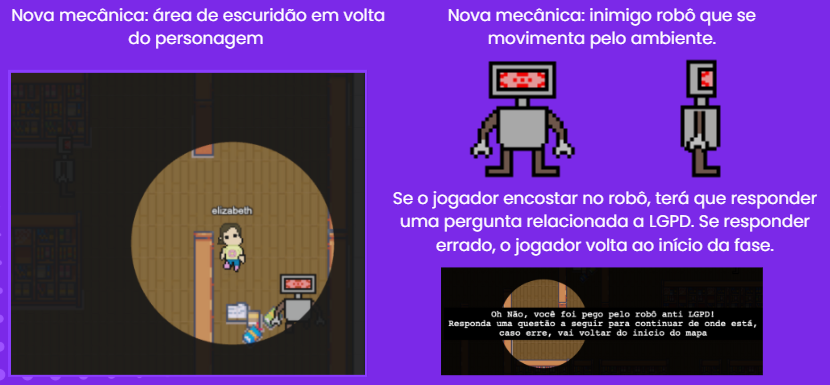 Nova mecânica: área de escuridão em volta
do personagem
elizabeth
Nova mecânica: inimigo robô que se
movimenta pelo ambiente.
Se o jogador encostar no robô, terá que responder
uma pergunta relacionada a LGPD. Se responder
errado, o jogador volta ao início da fase.
Oh Não, você foi pego pelo robô anti LGPD!
Responda uma questão a seguir para continuar de onde está,
caso erre, vai voltar do inicio do mapa